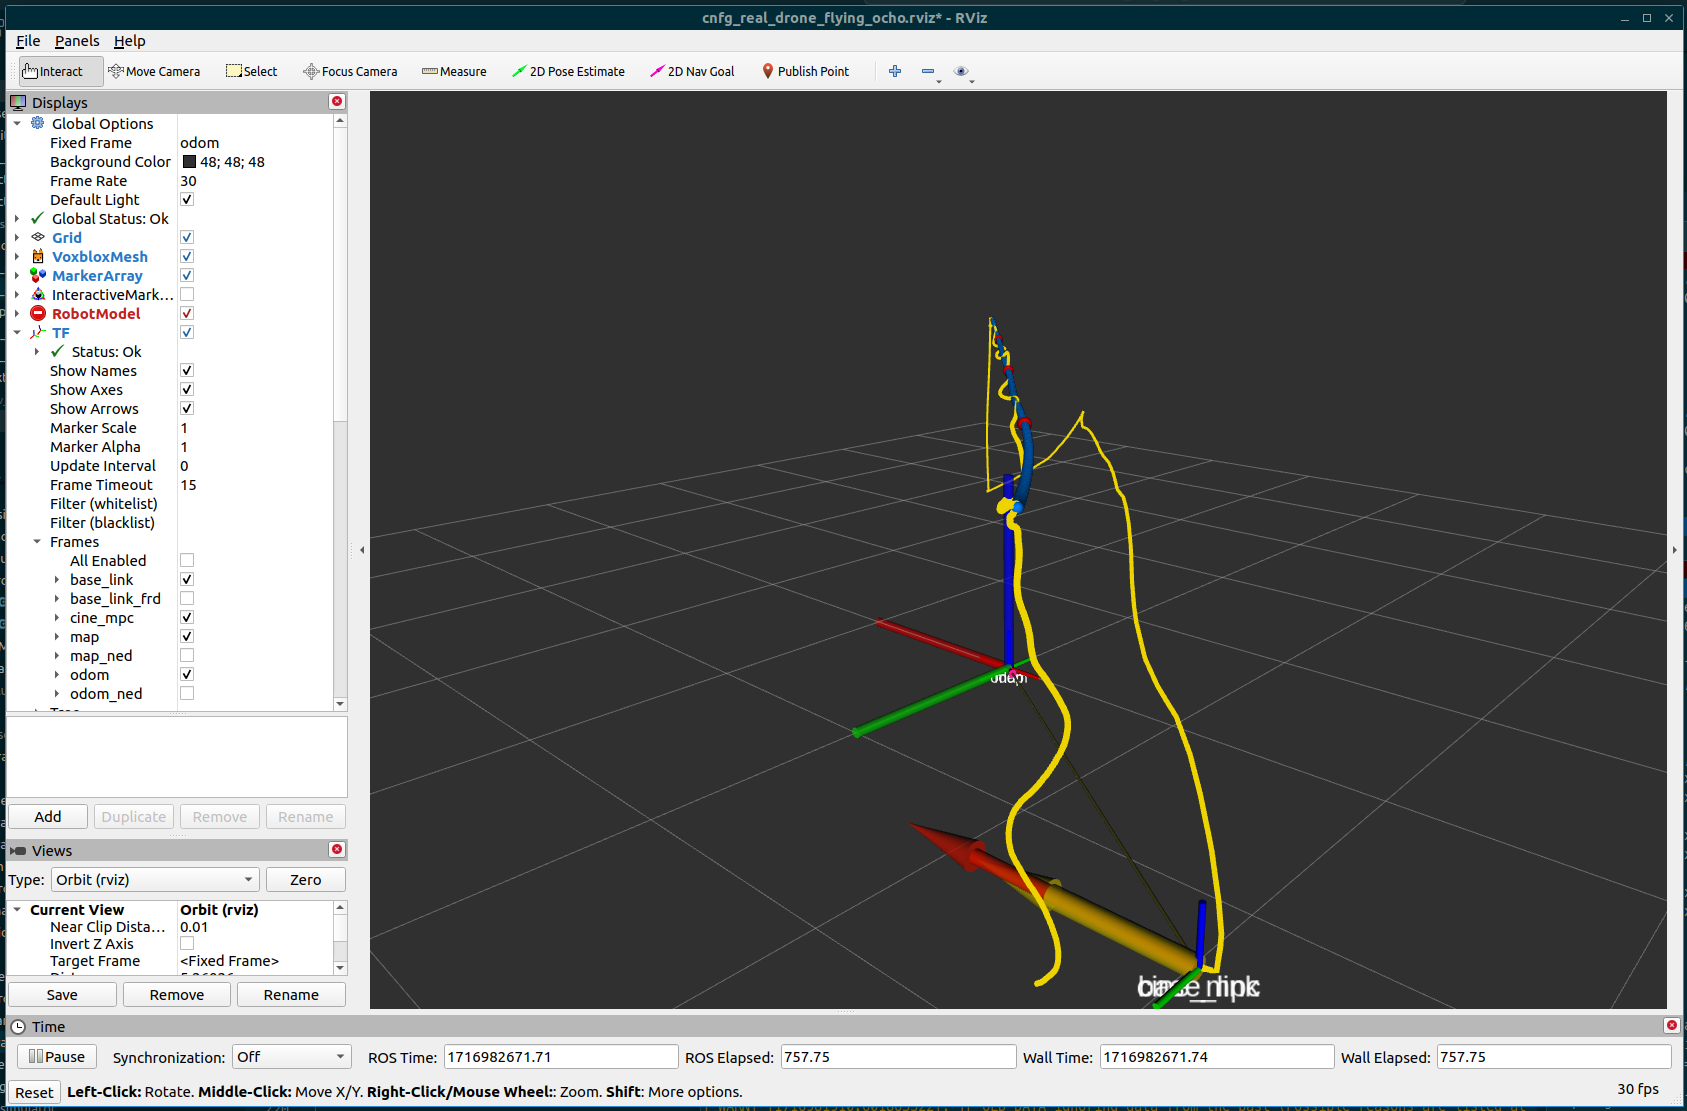 cnfg_real_drone_flying_ocho.rviz* - RViz
File Panels Help
Interact Move Camera Select Focus Camera Measure 2D Pose Estimate 2D Nav Goal Publish Point
Displays
Global Options
Fixed Frame odom
Background Color 48; 48; 48
Frame Rate 30
Default Light
Global Status: Ok
Grid
VoxbloxMesh
MarkerArray
InteractiveMark...
RobotModel
TF
Status: Ok
Show Names
Show Axes
Show Arrows
Marker Scale 1
Marker Alpha 1
Update Interval 0
Frame Timeout 15
Filter (whitelist)
Filter (blacklist)
Frames
All Enabled
base_link
base_link_frd
cine_mpc
map
map_ned
odom
odom_ned
Add Duplicate Remove Rename
Views
Type: Orbit (rviz) Zero
Current View Orbit (rviz)
Near Clip Dista... 0.01
Invert Z Axis
Target Frame <Fixed Frame>
Save Remove Rename
Time
Pause Synchronization: Off ROS Time: 1716982671.71 ROS Elapsed: 757.75 Wall Time: 1716982671.74 Wall Elapsed: 757.75
Reset Left-Click: Rotate. Middle-Click: Move X/Y. Right-Click/Mouse Wheel:: Zoom. Shift: More options. 30 fps